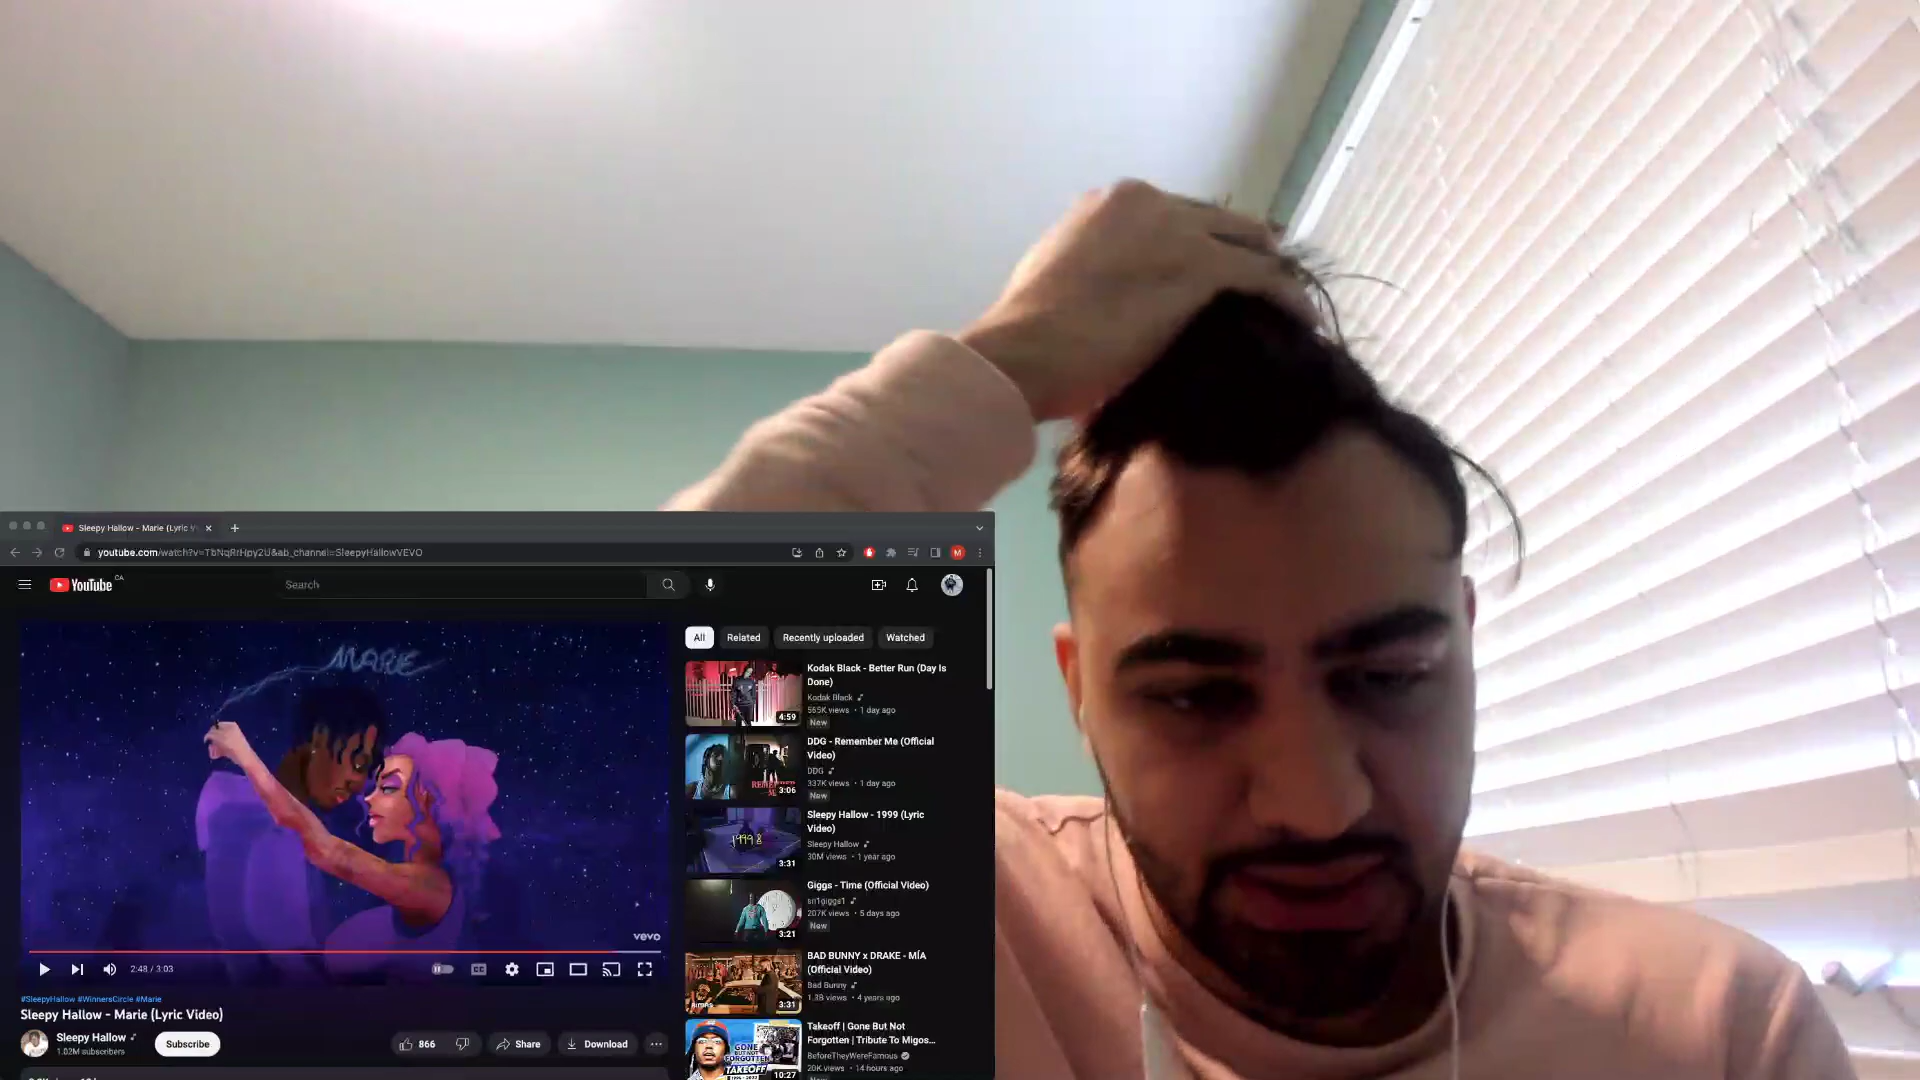 Sleepy Hallow - Marie (Lyric V
youtube.com/watch?v=TbNqRrHpy2U&ab_channel=SleepyHallowVEVO
M
YouTube CA
Search
MARIE
vevo
2:48 / 3:03
#SleepyHallow #WinnersCircle #Marie
Sleepy Hallow - Marie (Lyric Video)
Sleepy Hallow
1.02M subscribers
Subscribe
866
Share
Download
All
Related
Recently uploaded
Watched
4:59
Kodak Black - Better Run (Day Is
Done)
Kodak Black
565K views • 1 day ago
New
3:06
DDG - Remember Me (Official
Video)
DDG
337K views • 1 day ago
New
1999
3:31
Sleepy Hallow - 1999 (Lyric
Video)
Sleepy Hallow
30M views • 1 year ago
3:21
Giggs - Time (Official Video)
sn1giggs1
207K views • 5 days ago
New
3:31
BAD BUNNY x DRAKE - MÍA
(Official Video)
Bad Bunny
1.3B views • 4 years ago
GONE
BUT NOT
FORGOTTEN
TAKEOFF
10:27
Takeoff | Gone But Not
Forgotten | Tribute To Migos...
BeforeTheyWereFamous
20K views • 14 hours ago